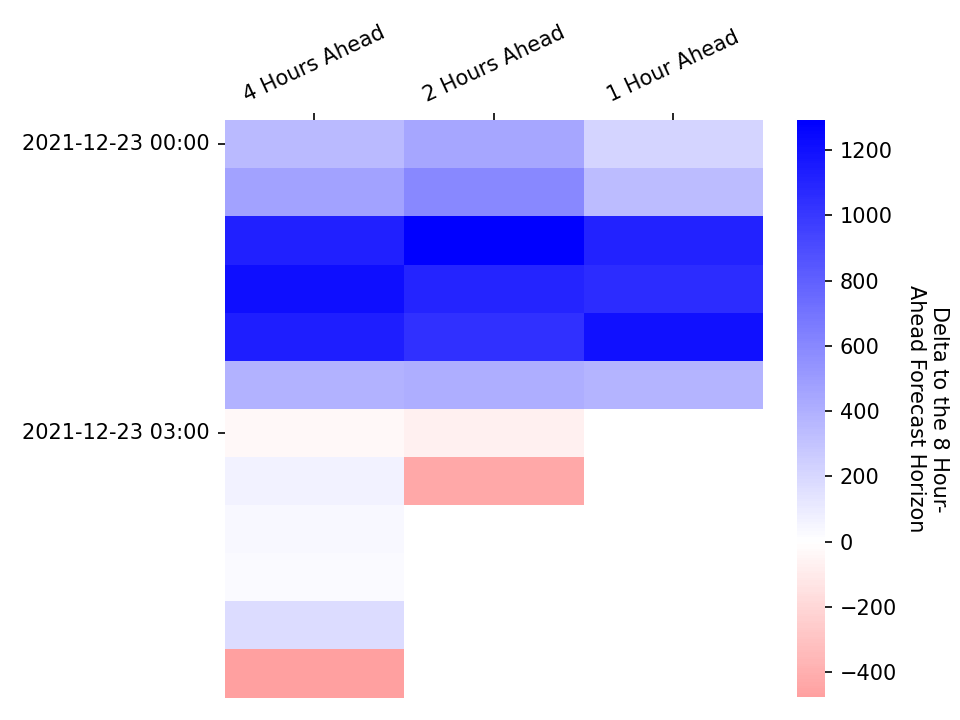 4 Hours Ahead
2 Hours Ahead
1 Hour Ahead
2021-12-23 00:00
2021-12-23 03:00
1200
1000
800
600
400
200
0
−200
−400
Delta to the 8 Hour-
Ahead Forecast Horizon